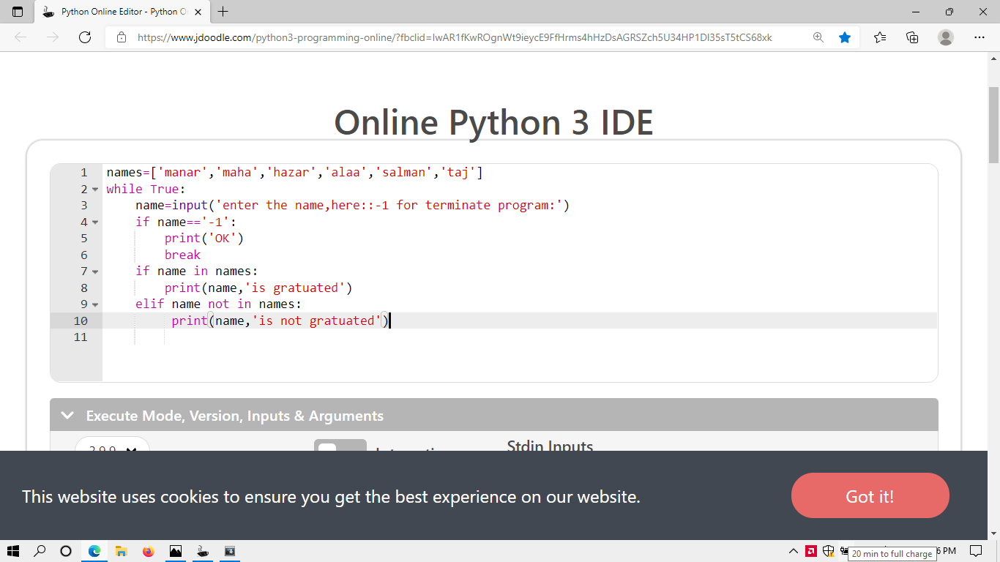 Python Online Editor - Python O
https://www.jdoodle.com/python3-programming-online/?fbclid=IwAR1fKwROgnWt9ieycE9FfHrms4hHzDsAGRSZch5U34HP1DI35sT5tCS68xk
Online Python 3 IDE
1 names=['manar','maha','hazar','alaa','salman','taj']
2 while True:
3 name=input('enter the name,here::-1 for terminate program:')
4 if name=='-1':
5 print('OK')
6 break
7 if name in names:
8 print(name,'is gratuated')
9 elif name not in names:
10 print(name,'is not gratuated')
11
Execute Mode, Version, Inputs & Arguments
3.9.9
Stdin Inputs
This website uses cookies to ensure you get the best experience on our website.
Got it!
6 PM
20 min to full charge